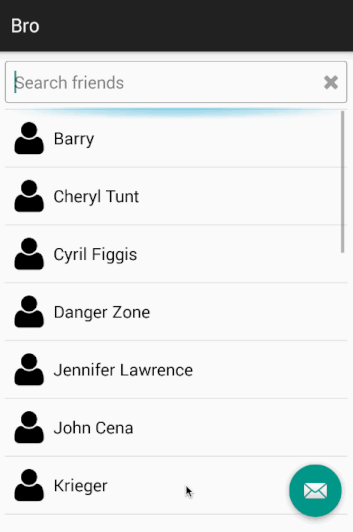 Bro
Search friends
Barry
Cheryl Tunt
Cyril Figgis
Danger Zone
Jennifer Lawrence
John Cena
Krieger